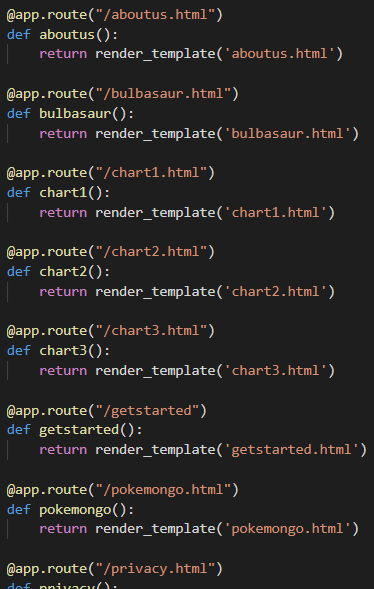 @app.route("/aboutus.html")
def aboutus():
    return render_template('aboutus.html')

@app.route("/bulbasaur.html")
def bulbasaur():
    return render_template('bulbasaur.html')

@app.route("/chart1.html")
def chart1():
    return render_template('chart1.html')

@app.route("/chart2.html")
def chart2():
    return render_template('chart2.html')

@app.route("/chart3.html")
def chart3():
    return render_template('chart3.html')

@app.route("/getstarted")
def getstarted():
    return render_template('getstarted.html')

@app.route("/pokemongo.html")
def pokemongo():
    return render_template('pokemongo.html')

@app.route("/privacy.html")
def privacy():